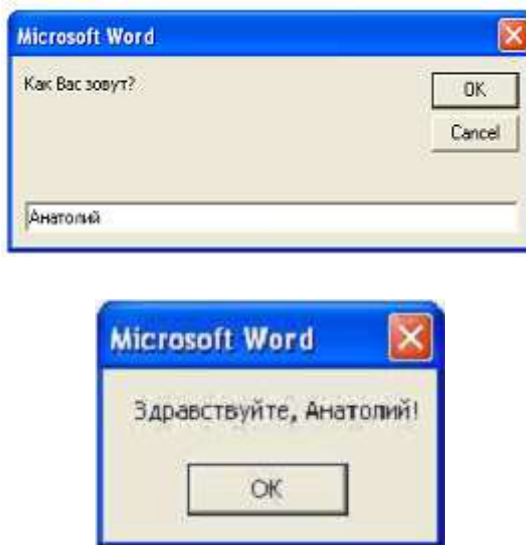 Microsoft Word
Как Вас зовут?
OK
Cancel
Анатолий
Microsoft Word
Здравствуйте, Анатолий!
OK